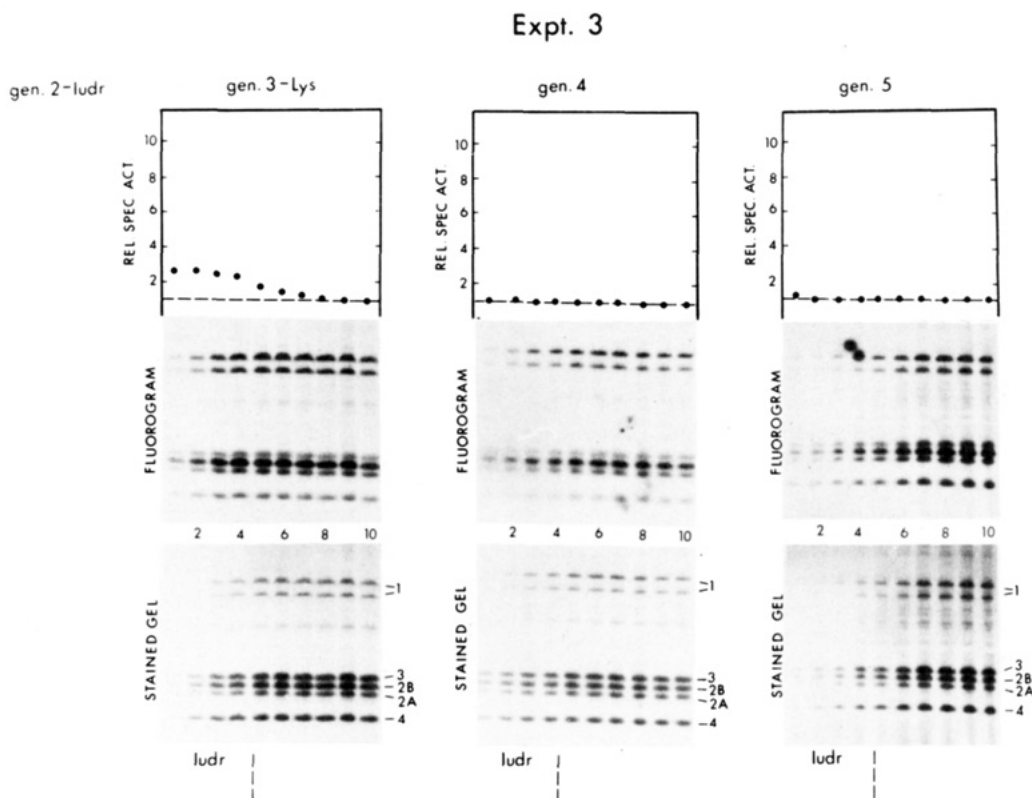 Expt. 3
gen. 2-Iudr
gen. 3-Lys
gen. 4
gen. 5
REL. SPEC. ACT.
10
8
6
4
2
REL. SPEC. ACT.
10
8
6
4
2
REL. SPEC. ACT.
10
8
6
4
2
FLUOROGRAM
FLUOROGRAM
FLUOROGRAM
2 4 6 8 10
2 4 6 8 10
2 4 6 8 10
STAINED GEL
1
3
2B
2A
4
STAINED GEL
1
3
2B
2A
4
STAINED GEL
1
3
2B
2A
4
Iudr
Iudr
Iudr